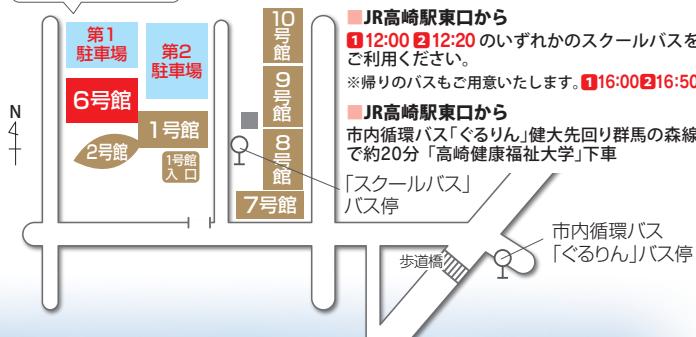 第1
駐車場
第2
駐車場
6号館
1号館
2号館
1号館
入口
10号館
9号館
8号館
7号館
N
「スクールバス」
バス停
■JR高崎駅東口から
1 12:00 2 12:20 のいずれかのスクールバスを
ご利用ください。
※帰りのバスもご用意いたします。1 16:00 2 16:50
■JR高崎駅東口から
市内循環バス「ぐるりん」健大先回り群馬の森線
で約20分「高崎健康福祉大学」下車
歩道橋
市内循環バス
「ぐるりん」バス停